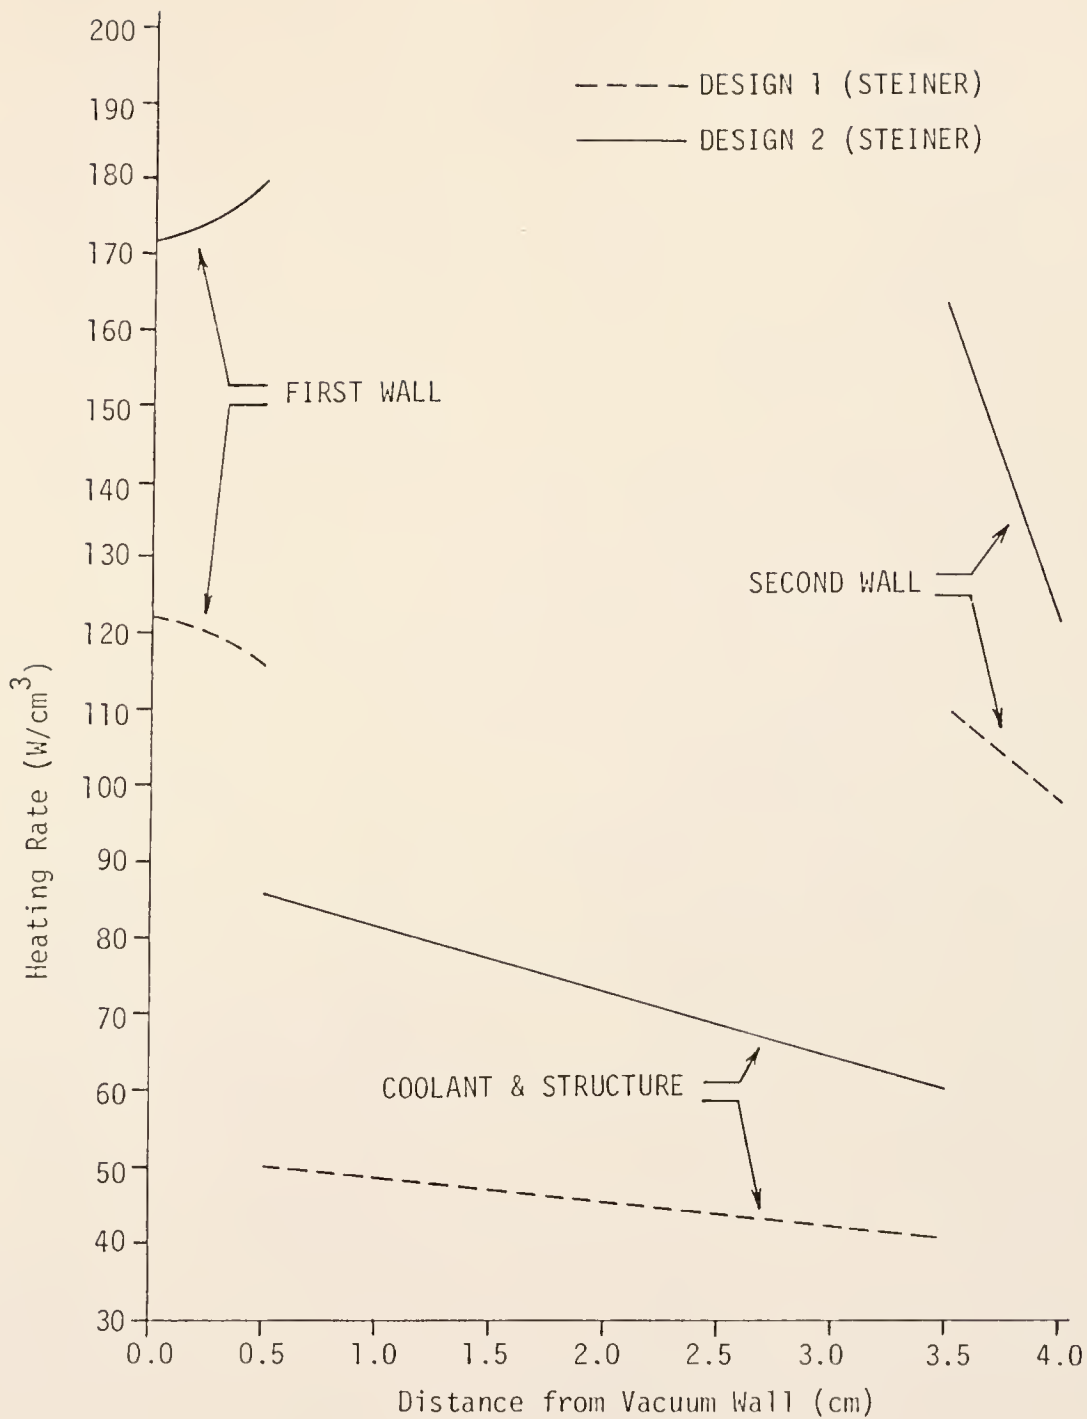 200
190
180
170
160
150
140
130
120
110
100
90
80
70
60
50
40
30
Heating Rate (W/cm3)
DESIGN 1 (STEINER)
DESIGN 2 (STEINER)
FIRST WALL
SECOND WALL
COOLANT & STRUCTURE
0.0 0.5 1.0 1.5 2.0 2.5 3.0 3.5 4.0
Distance from Vacuum Wall (cm)